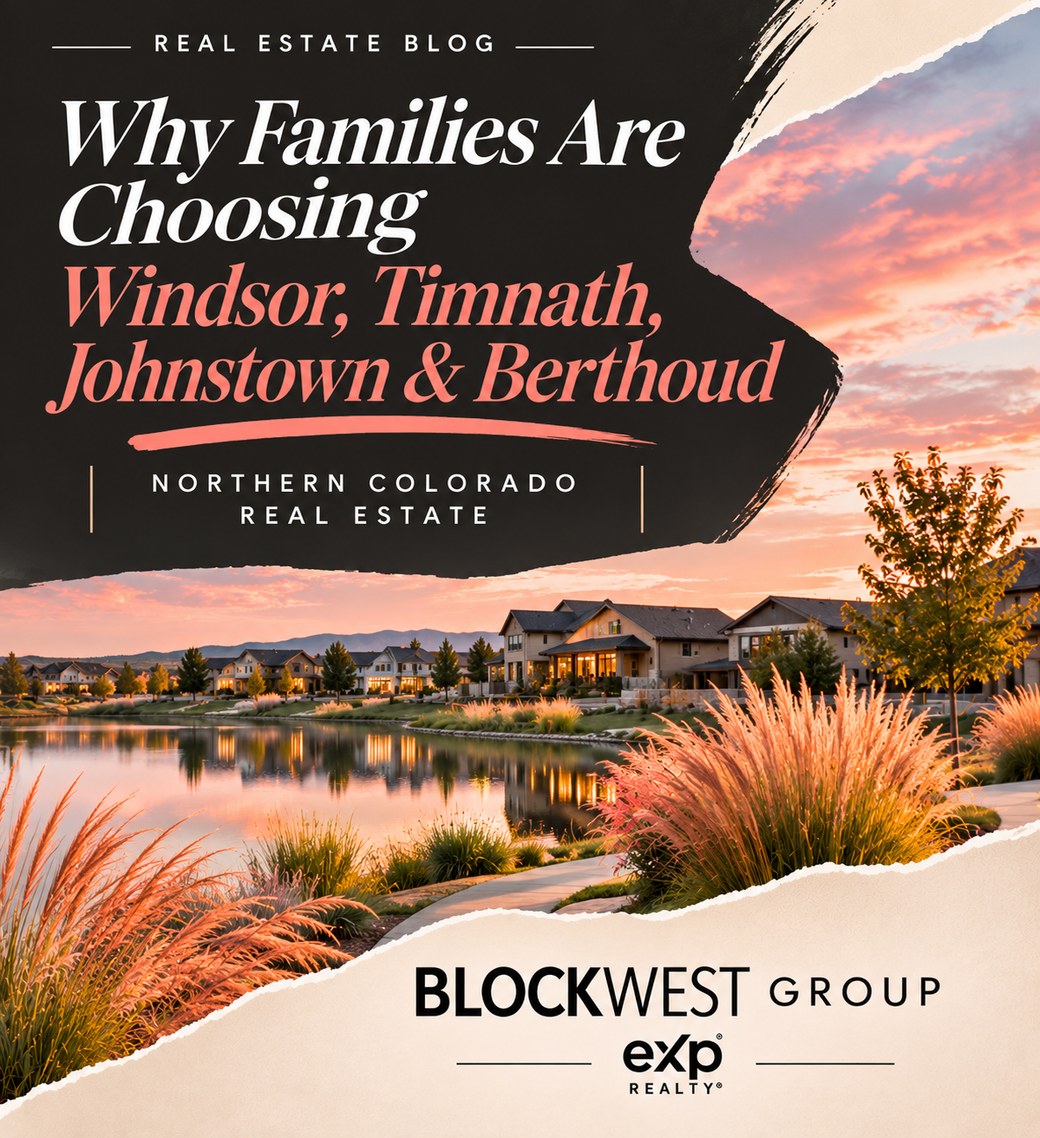 REAL ESTATE BLOG
Why Families Are
Choosing
Windsor, Timnath,
Johnstown & Berthoud
NORTHERN COLORADO
REAL ESTATE
BLOCKWEST GROUP
eXp®
REALTY®